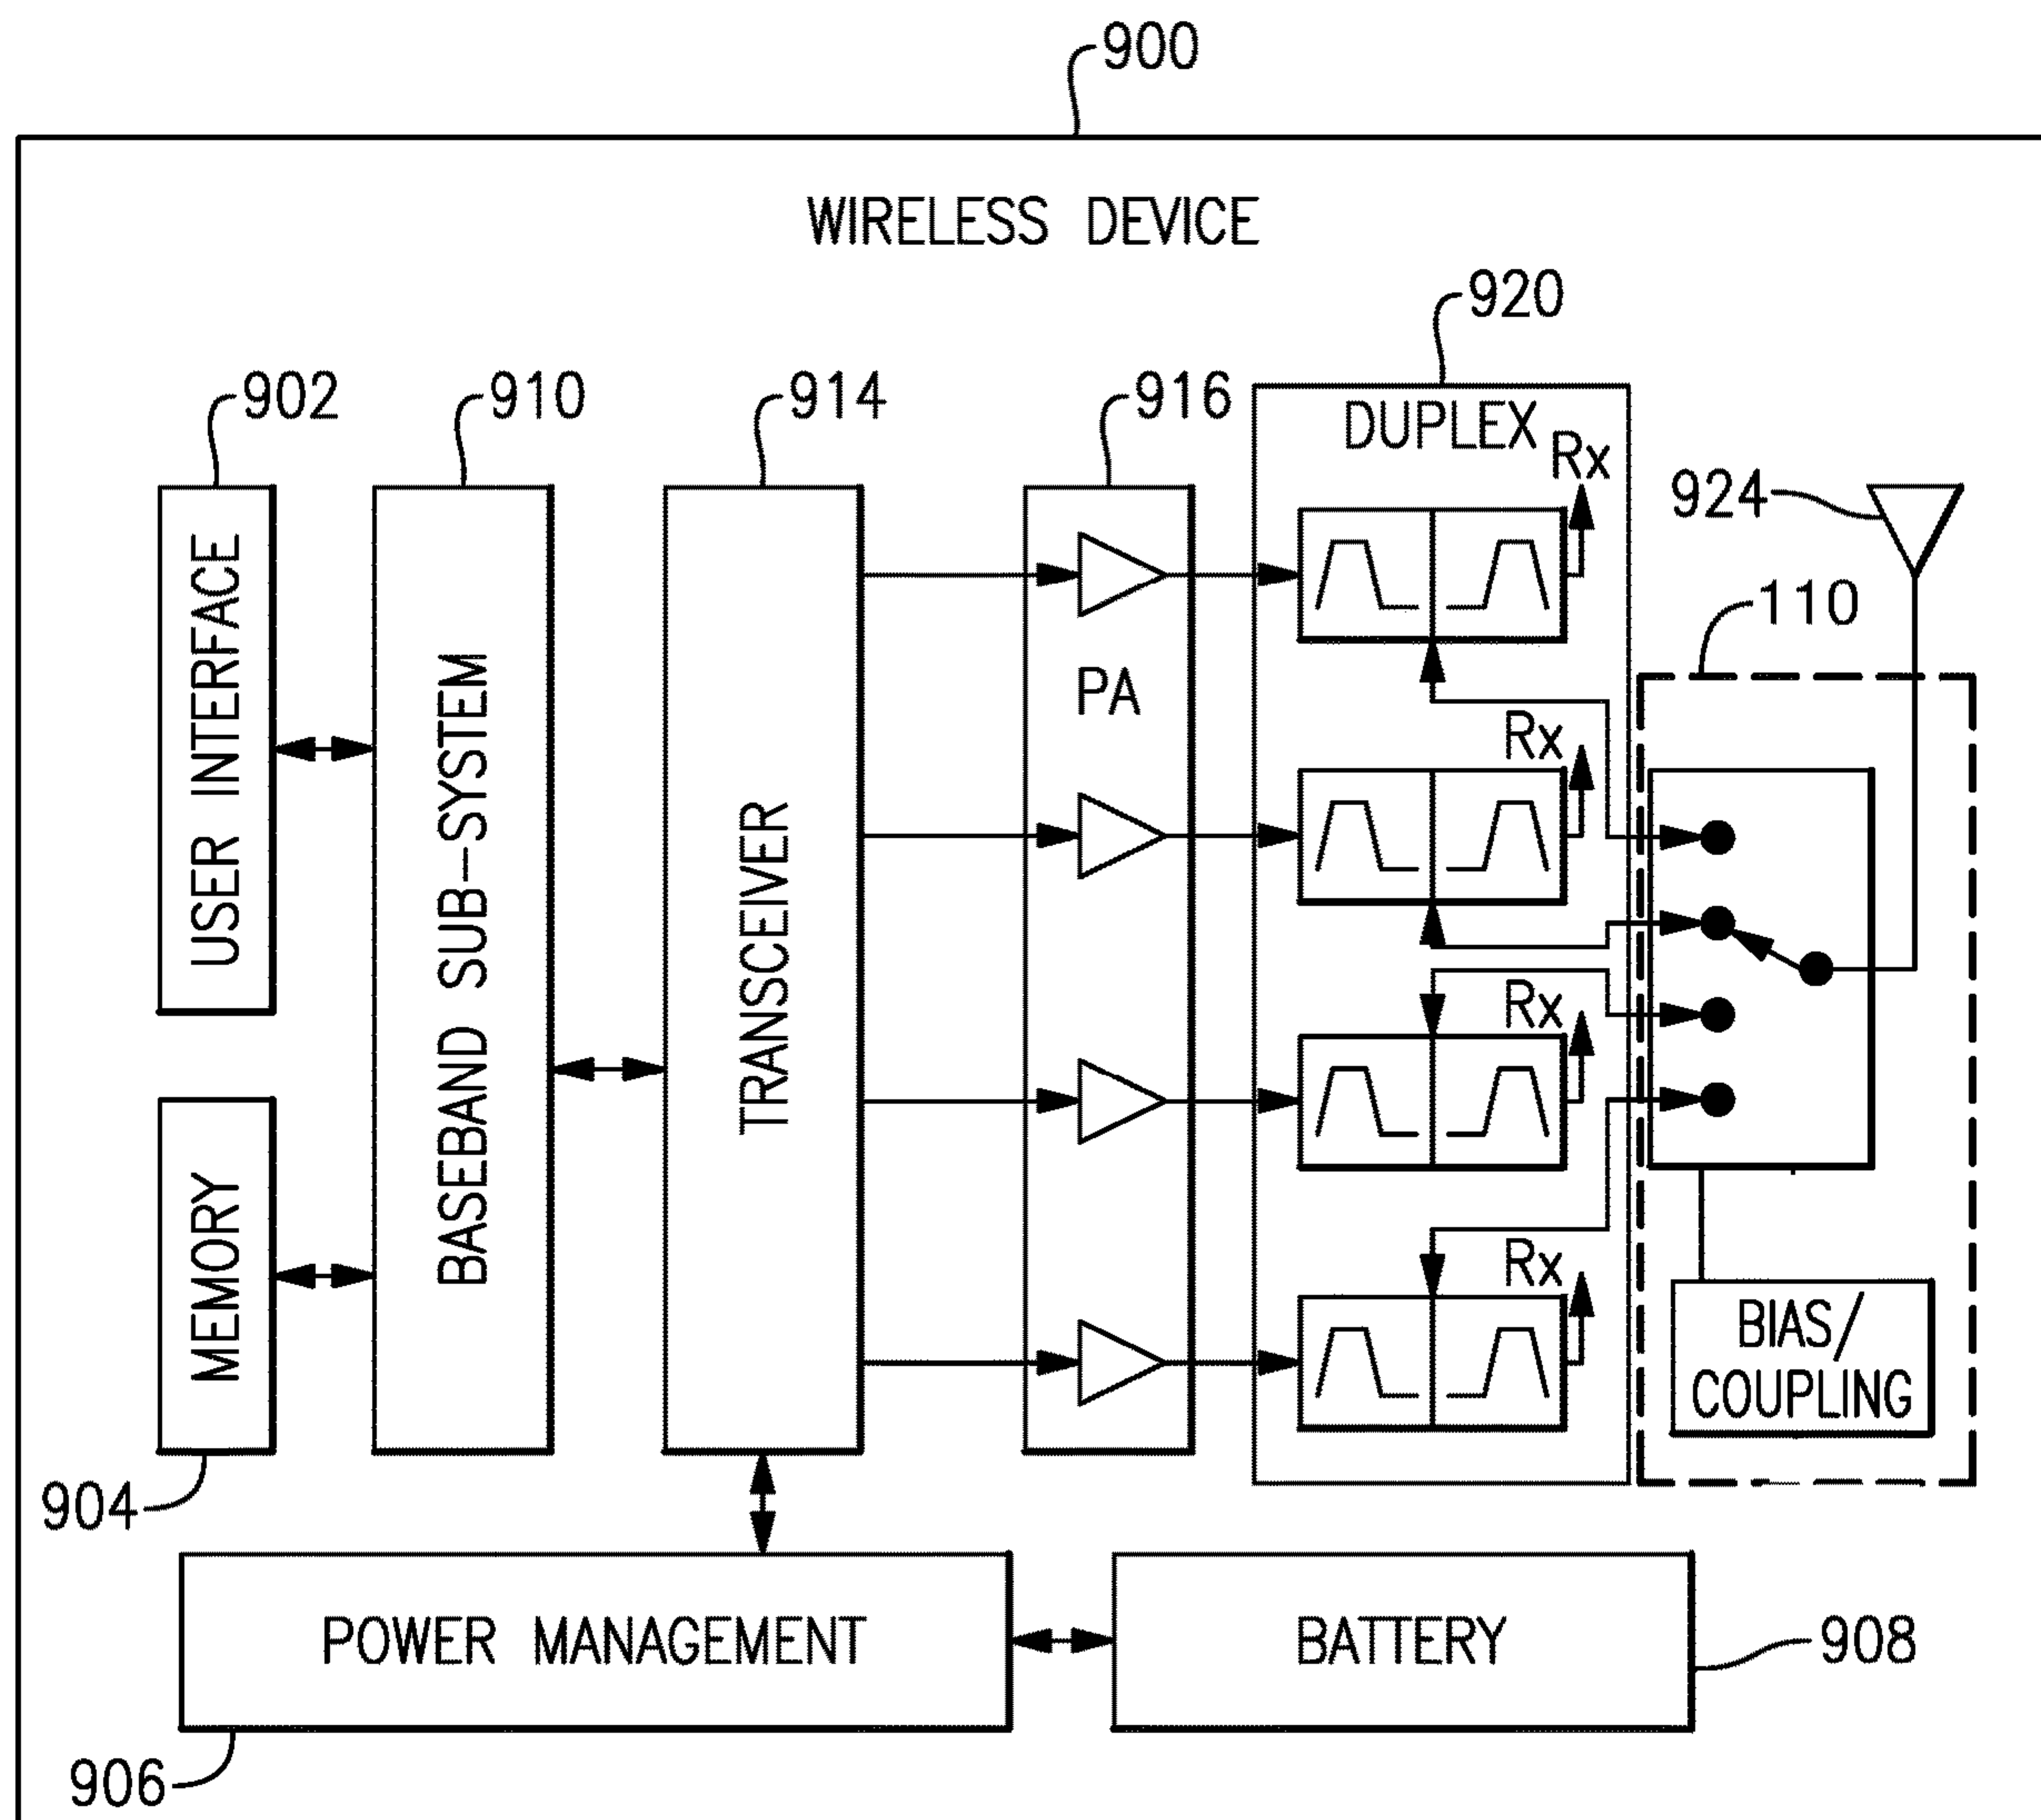 900
WIRELESS DEVICE
920
902
910
914
916
DUPLEX
Rx
924
110
USER INTERFACE
BASEBAND SUB-SYSTEM
TRANSCEIVER
PA
Rx
Rx
Rx
MEMORY
BIAS/
COUPLING
904
POWER MANAGEMENT
BATTERY
908
906